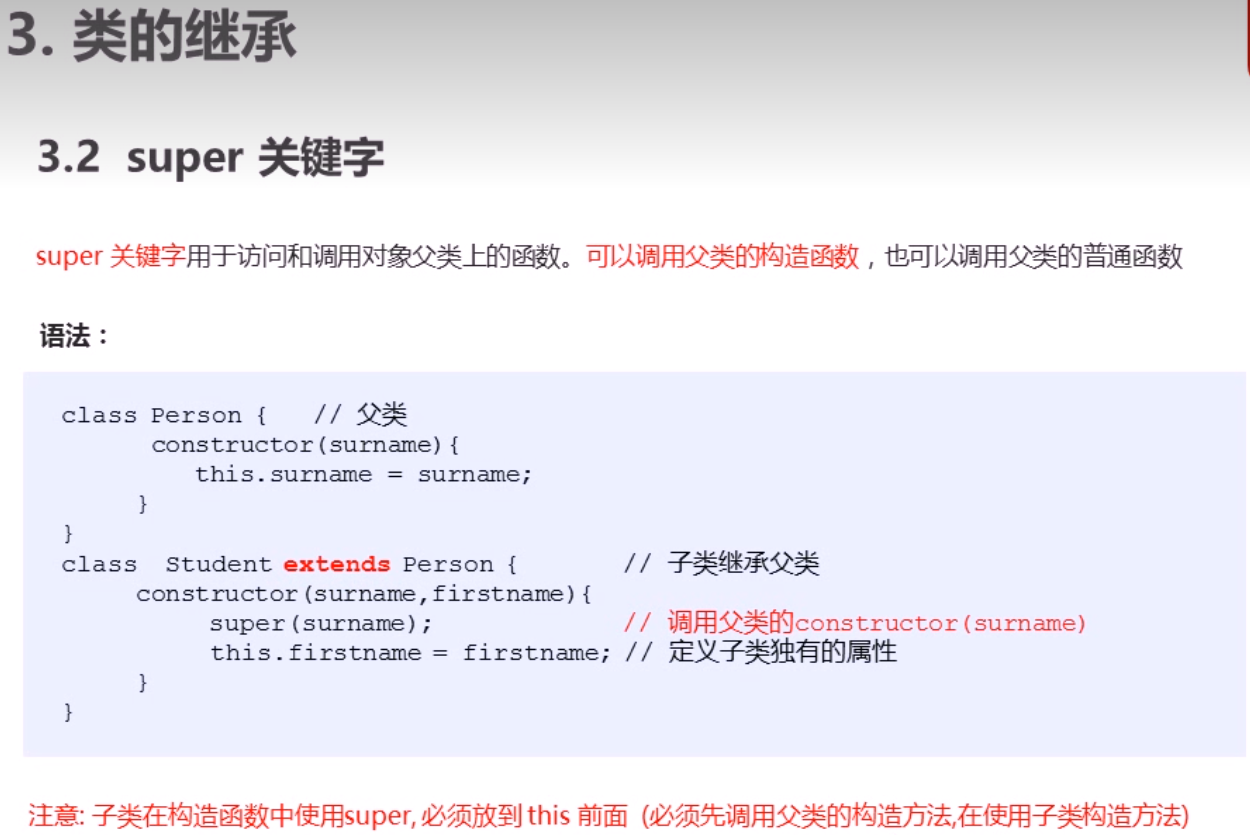 3. 类的继承
3.2 super 关键字
super 关键字用于访问和调用对象父类上的函数。可以调用父类的构造函数，也可以调用父类的普通函数
语法：
class Person {   // 父类
      constructor(surname){
         this.surname = surname;
     }
}
class  Student extends Person {       // 子类继承父类
     constructor(surname,firstname){
          super(surname);             // 调用父类的constructor(surname)
          this.firstname = firstname; // 定义子类独有的属性
     }
}
注意: 子类在构造函数中使用super, 必须放到 this 前面 (必须先调用父类的构造方法,在使用子类构造方法)